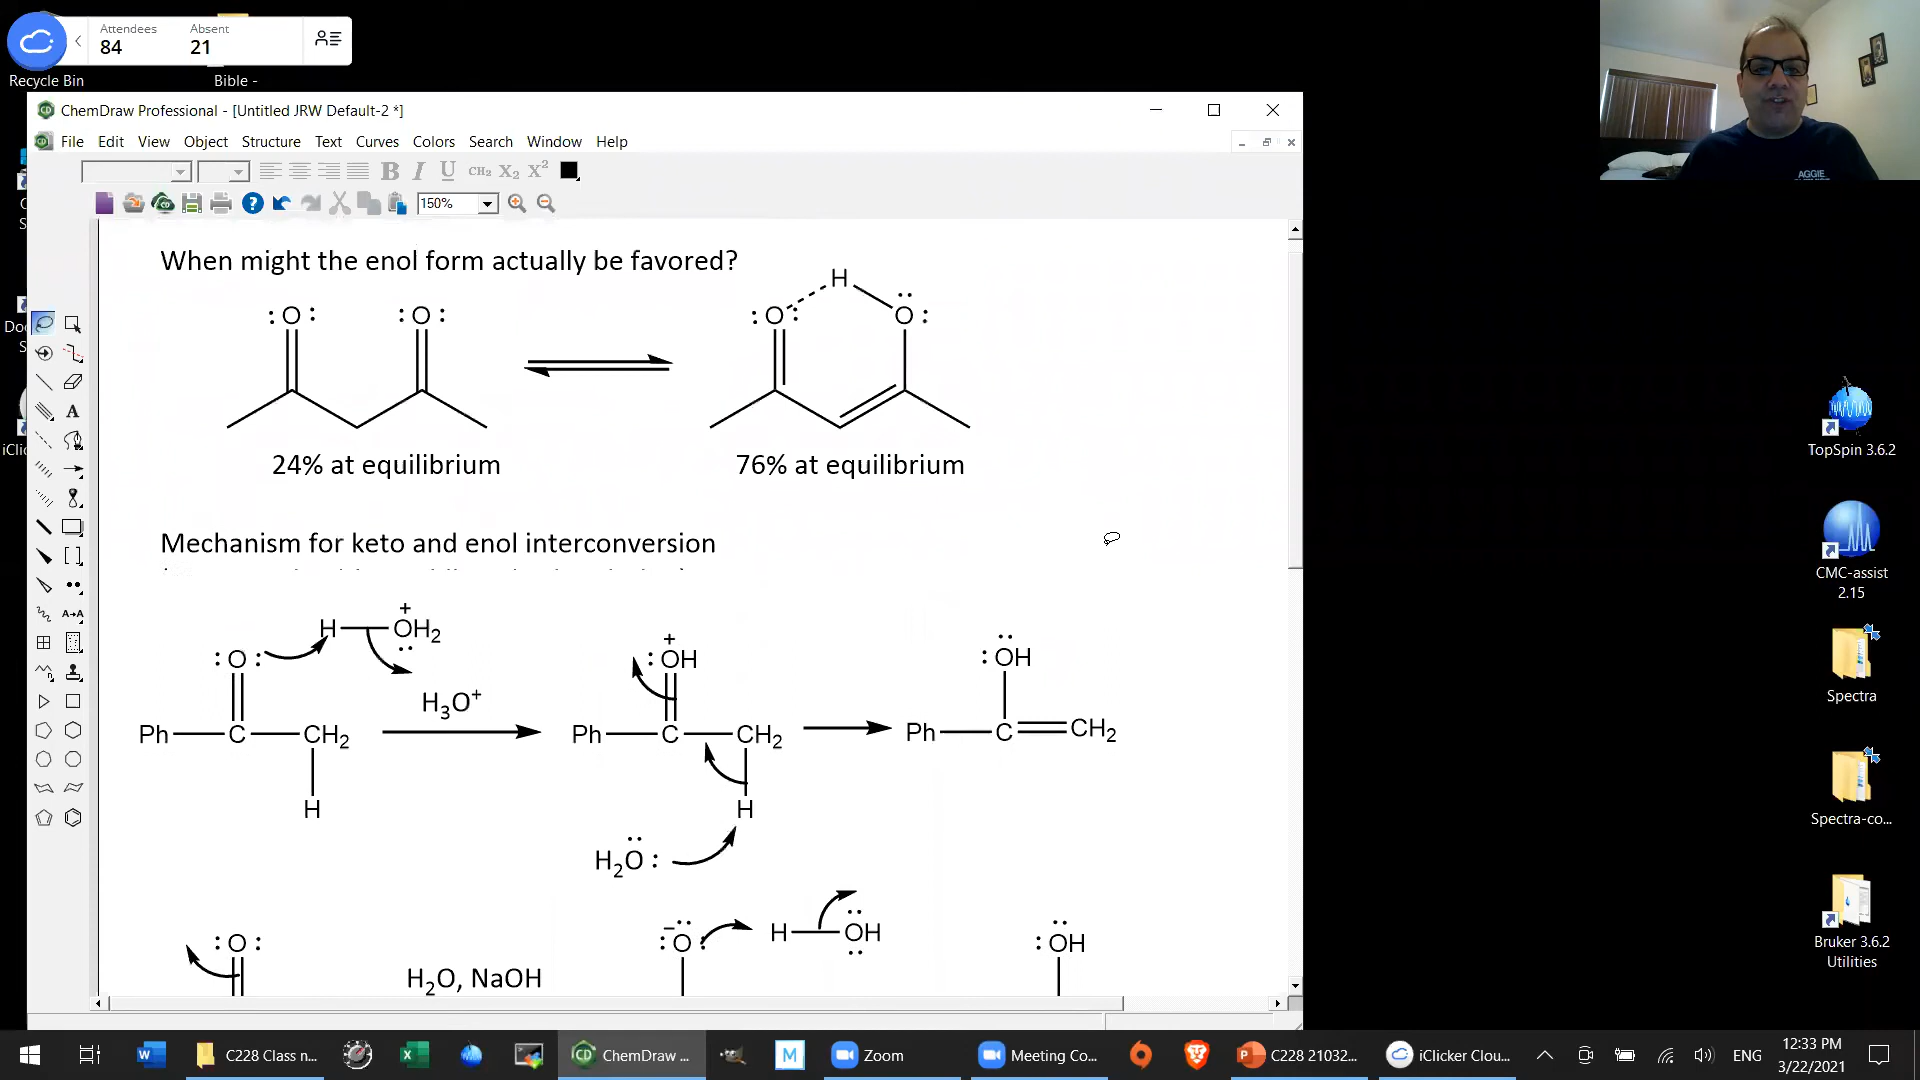 Attendees
84
Absent
21
Recycle Bin
Bible -
AGGIE
ChemDraw Professional - [Untitled JRW Default-2 *]
File Edit View Object Structure Text Curves Colors Search Window Help
B I U CH₂ X₂ X²
150%
When might the enol form actually be favored?
H
:O: :O: :O: O:
24% at equilibrium 76% at equilibrium
Mechanism for keto and enol interconversion
H OH₂ +
:O: H₃O⁺ + :OH :OH
Ph C CH₂ Ph C CH₂ Ph C CH₂
H H
H₂O:
:O: − :O: H OH :OH
H₂O, NaOH
TopSpin 3.6.2
CMC-assist
2.15
Spectra
Spectra-co...
Bruker 3.6.2
Utilities
C228 Class n... ChemDraw ... Zoom Meeting Co... C228 21032... iClicker Clou... ENG 12:33 PM
3/22/2021